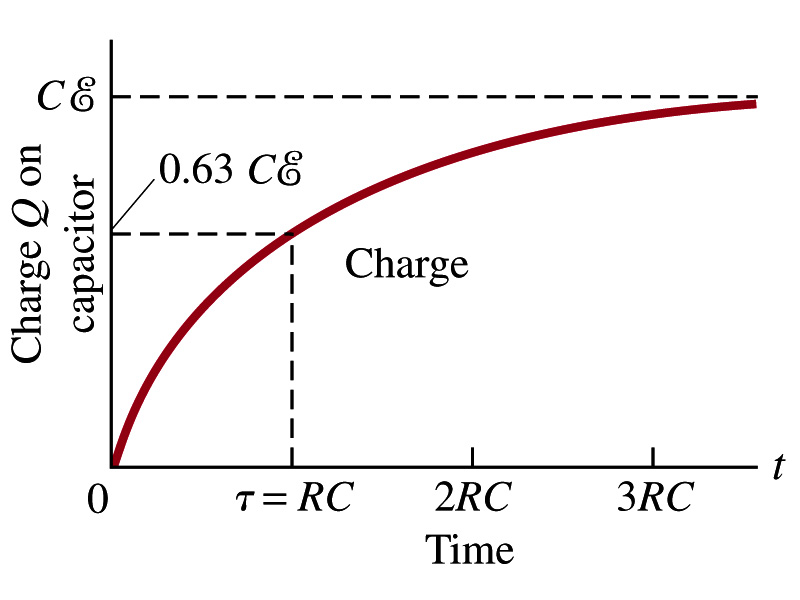 Cℰ
0.63 Cℰ
Charge Q on
capacitor
Charge
0
τ = RC
2RC
3RC
t
Time